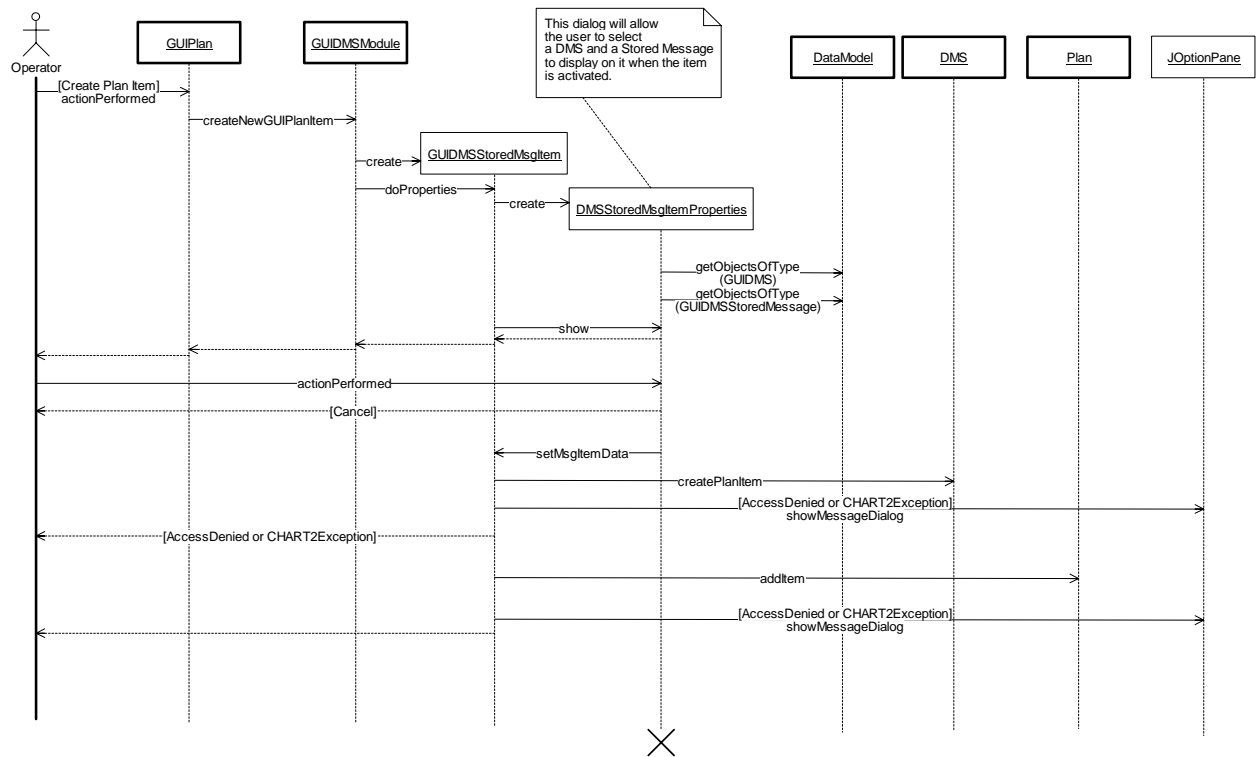 This dialog will allow
the user to select
a DMS and a Stored Message
to display on it when the item
is activated.
GUIPlan
GUIDMSModule
DataModel
DMS
Plan
JOptionPane
Operator
[Create Plan Item]
actionPerformed
createNewGUIPlanItem
create
GUIDMSStoredMsgItem
doProperties
create
DMSStoredMsgItemProperties
getObjectsOfType
(GUIDMS)
getObjectsOfType
(GUIDMSStoredMessage)
show
actionPerformed
[Cancel]
setMsgItemData
createPlanItem
[AccessDenied or CHART2Exception]
showMessageDialog
[AccessDenied or CHART2Exception]
addItem
[AccessDenied or CHART2Exception]
showMessageDialog